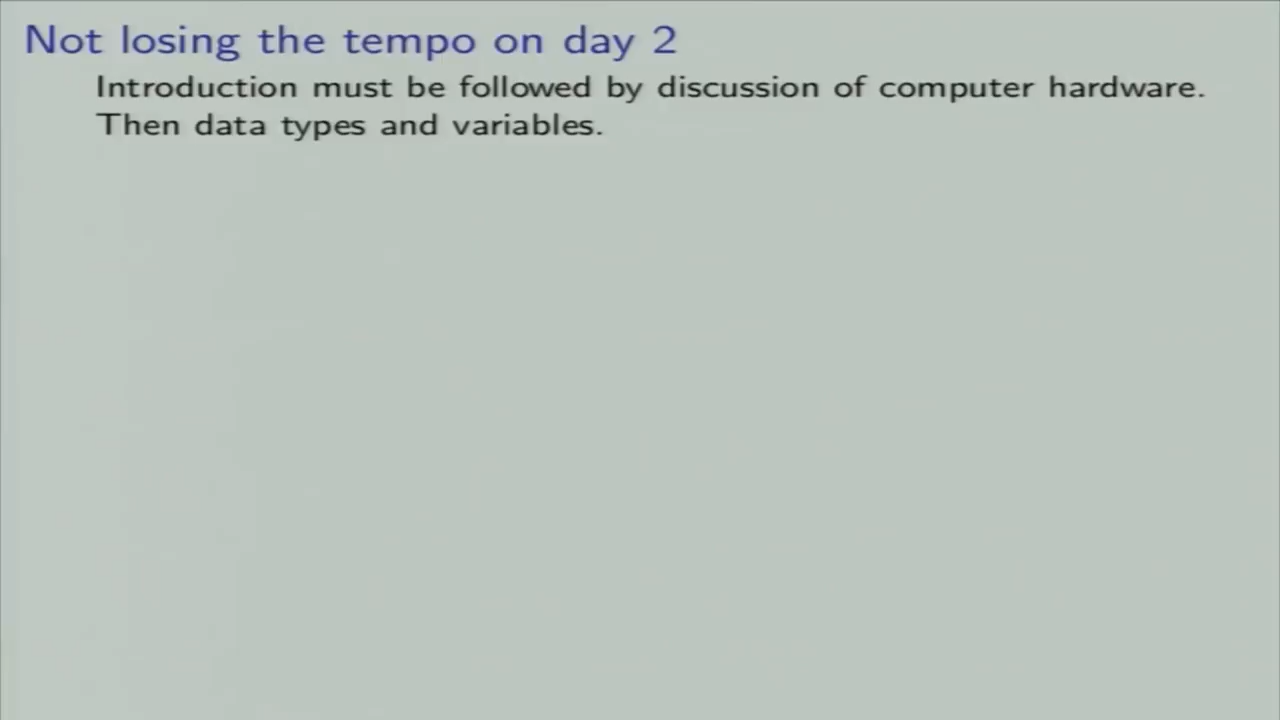 Not losing the tempo on day 2
Introduction must be followed by discussion of computer hardware.
Then data types and variables.